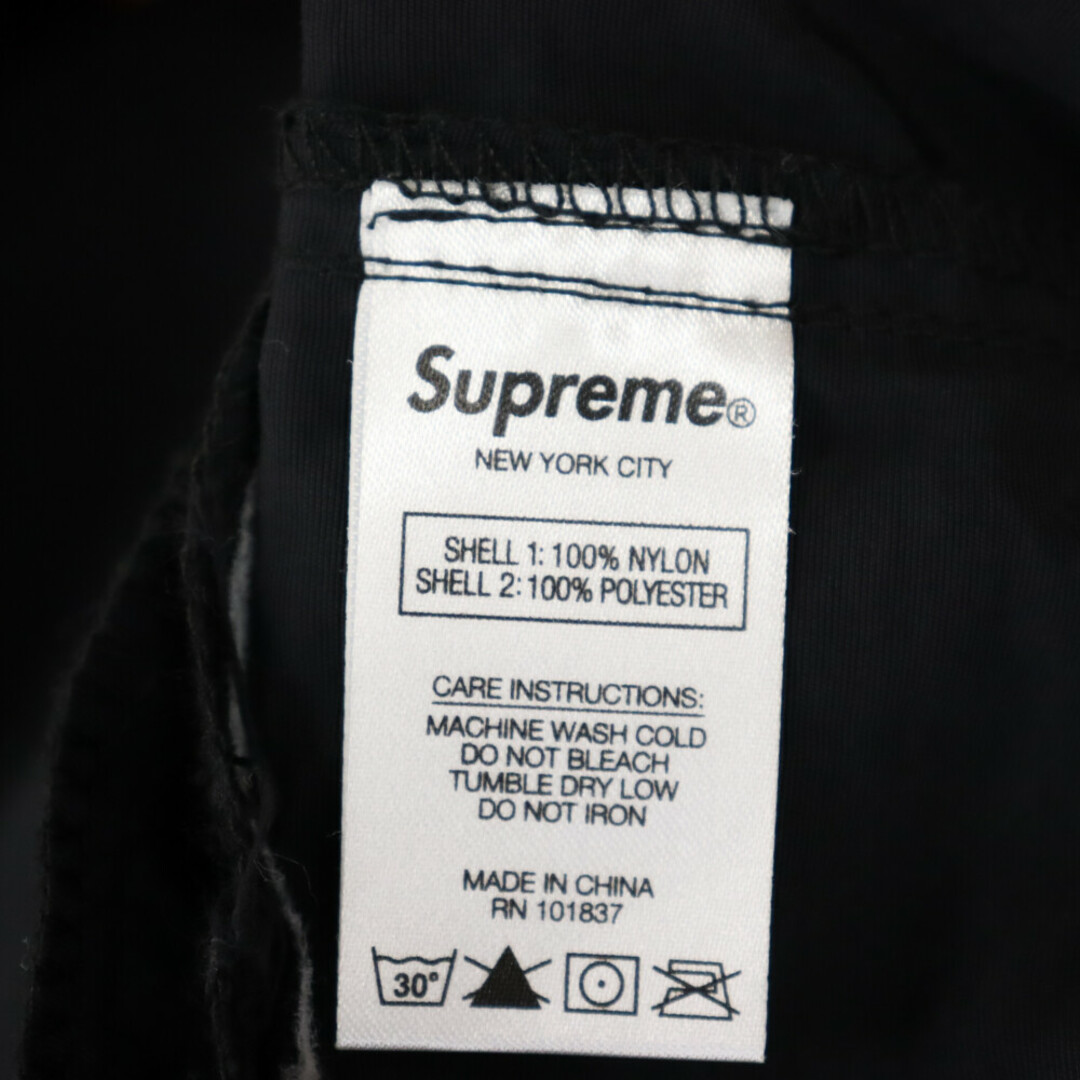 Supreme®
NEW YORK CITY
SHELL 1: 100% NYLON
SHELL 2: 100% POLYESTER
CARE INSTRUCTIONS:
MACHINE WASH COLD
DO NOT BLEACH
TUMBLE DRY LOW
DO NOT IRON
MADE IN CHINA
RN 101837
30°